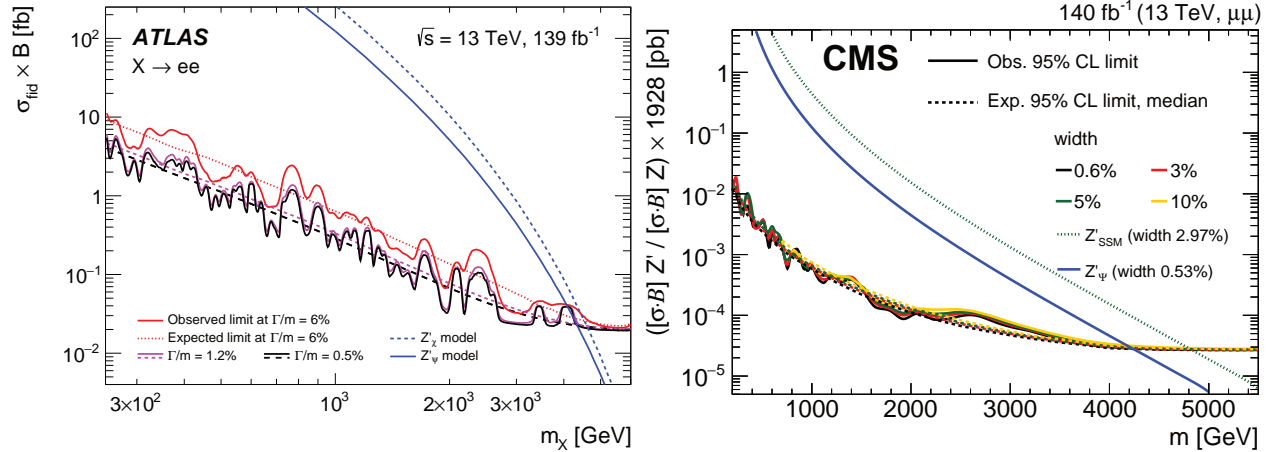 ATLAS
√s = 13 TeV, 139 fb⁻¹
X → ee
σfid × B [fb]
10²
10
1
10⁻¹
10⁻²
Observed limit at Γ/m = 6%
Expected limit at Γ/m = 6%
Γ/m = 1.2%
Γ/m = 0.5%
Z'χ model
Z'ψ model
3×10²
10³
2×10³
3×10³
mX [GeV]
140 fb⁻¹ (13 TeV, μμ)
CMS
Obs. 95% CL limit
Exp. 95% CL limit, median
width
0.6%
3%
5%
10%
Z'SSM (width 2.97%)
Z'Ψ (width 0.53%)
([σ·B] Z' / [σ·B] Z) × 1928 [pb]
1
10⁻¹
10⁻²
10⁻³
10⁻⁴
10⁻⁵
1000 2000 3000 4000 5000
m [GeV]